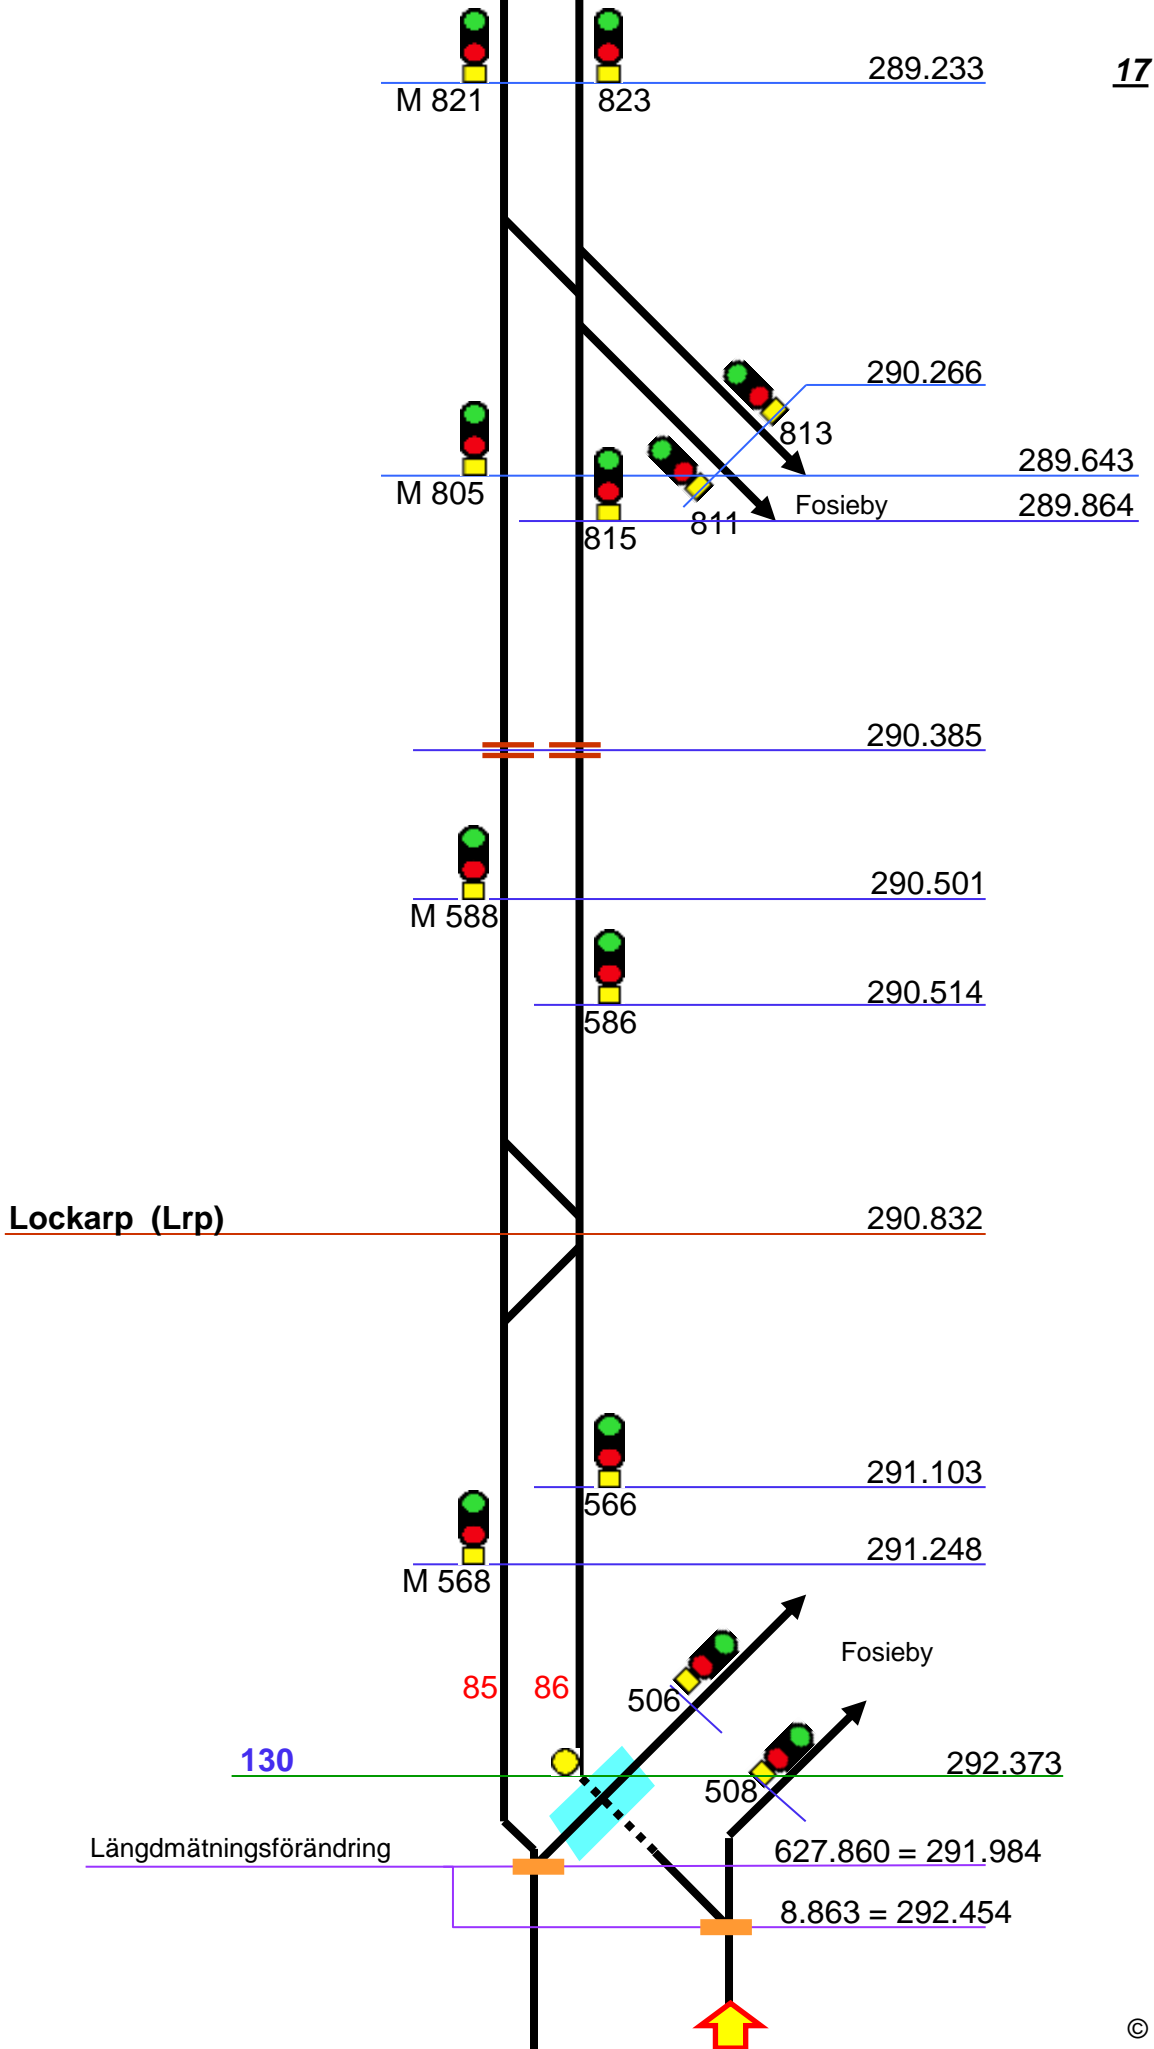 289.233
17
M 821
823
290.266
813
289.643
M 805
Fosieby
289.864
811
815
290.385
290.501
M 588
290.514
586
Lockarp (Lrp)
290.832
291.103
566
291.248
M 568
Fosieby
85
86
506
130
292.373
508
Längdmätningsförändring
627.860 = 291.984
8.863 = 292.454
©